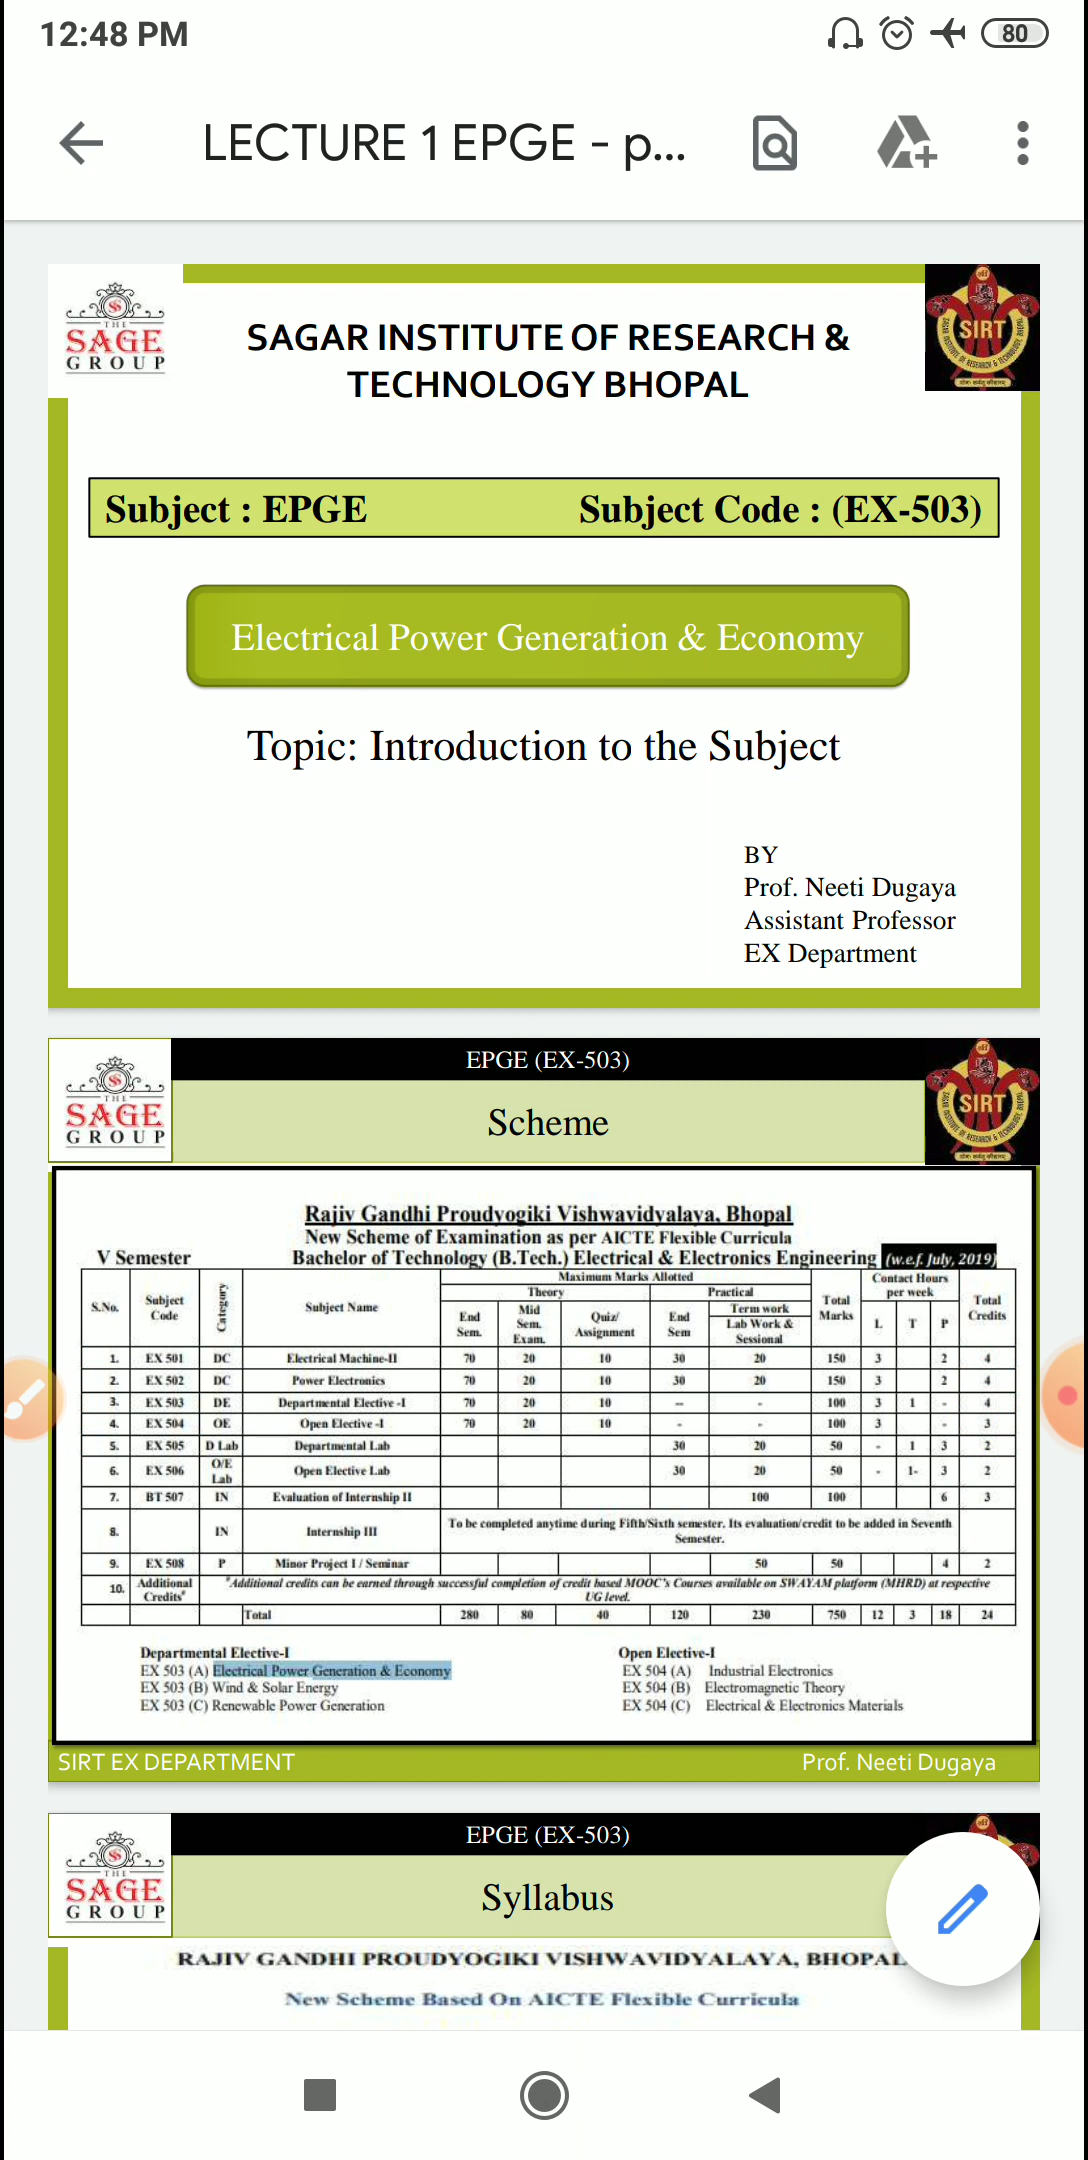 12:48 PM
80
LECTURE 1 EPGE - p...
THE
SAGE
GROUP
SAGAR INSTITUTE OF RESEARCH &
TECHNOLOGY BHOPAL
SIRT
SAGAR INSTITUTE OF RESEARCH & TECHNOLOGY, BHOPAL
Subject : EPGE Subject Code : (EX-503)
Electrical Power Generation & Economy
Topic: Introduction to the Subject
BY
Prof. Neeti Dugaya
Assistant Professor
EX Department
THE
SAGE
GROUP
EPGE (EX-503)
Scheme
SIRT
SAGAR INSTITUTE OF RESEARCH & TECHNOLOGY, BHOPAL
Rajiv Gandhi Proudyogiki Vishwavidyalaya, Bhopal
New Scheme of Examination as per AICTE Flexible Curricula
V Semester Bachelor of Technology (B.Tech.) Electrical & Electronics Engineering (w.e.f. July, 2019)
S.No. Subject Code Category Subject Name Maximum Marks Allotted Total Marks Contact Hours per week Total Credits
Theory Practical
End Sem. Mid Sem. Exam. Quiz/ Assignment End Sem Term work Lab Work & Sessional L T P
1. EX 501 DC Electrical Machine-II 70 20 10 30 20 150 3 2 4
2. EX 502 DC Power Electronics 70 20 10 30 20 150 3 2 4
3. EX 503 DE Departmental Elective -I 70 20 10 -- - 100 3 1 - 4
4. EX 504 OE Open Elective -I 70 20 10 - - 100 3 - 3
5. EX 505 D Lab Departmental Lab 30 20 50 - 1 3 2
6. EX 506 O/E Lab Open Elective Lab 30 20 50 - 1- 3 2
7. BT 507 IN Evaluation of Internship II 100 100 6 3
8. IN Internship III To be completed anytime during Fifth/Sixth semester. Its evaluation/credit to be added in Seventh Semester.
9. EX 508 P Minor Project I / Seminar 50 50 4 2
10. Additional Credits# #Additional credits can be earned through successful completion of credit based MOOC's Courses available on SWAYAM platform (MHRD) at respective UG level.
Total 280 80 40 120 230 750 12 3 18 24
Departmental Elective-I Open Elective-I
EX 503 (A) Electrical Power Generation & Economy EX 504 (A) Industrial Electronics
EX 503 (B) Wind & Solar Energy EX 504 (B) Electromagnetic Theory
EX 503 (C) Renewable Power Generation EX 504 (C) Electrical & Electronics Materials
SIRT EX DEPARTMENT Prof. Neeti Dugaya
THE
SAGE
GROUP
EPGE (EX-503)
Syllabus
RAJIV GANDHI PROUDYOGIKI VISHWAVIDYALAYA, BHOPAL
New Scheme Based On AICTE Flexible Curricula